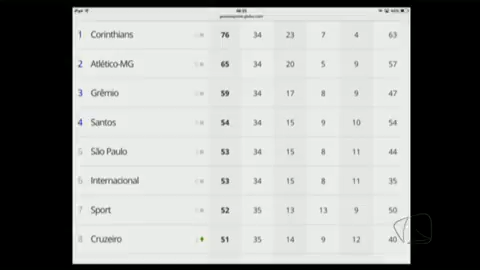 iPad
08:35
1 Corinthians 76 34 23 7 4 63
2 Atlético-MG 65 34 20 5 9 57
3 Grêmio 59 34 17 8 9 47
4 Santos 54 34 15 9 10 54
5 São Paulo 53 34 15 8 11 44
6 Internacional 53 34 15 8 11 35
7 Sport 52 35 13 13 9 50
8 Cruzeiro 51 35 14 9 12 40